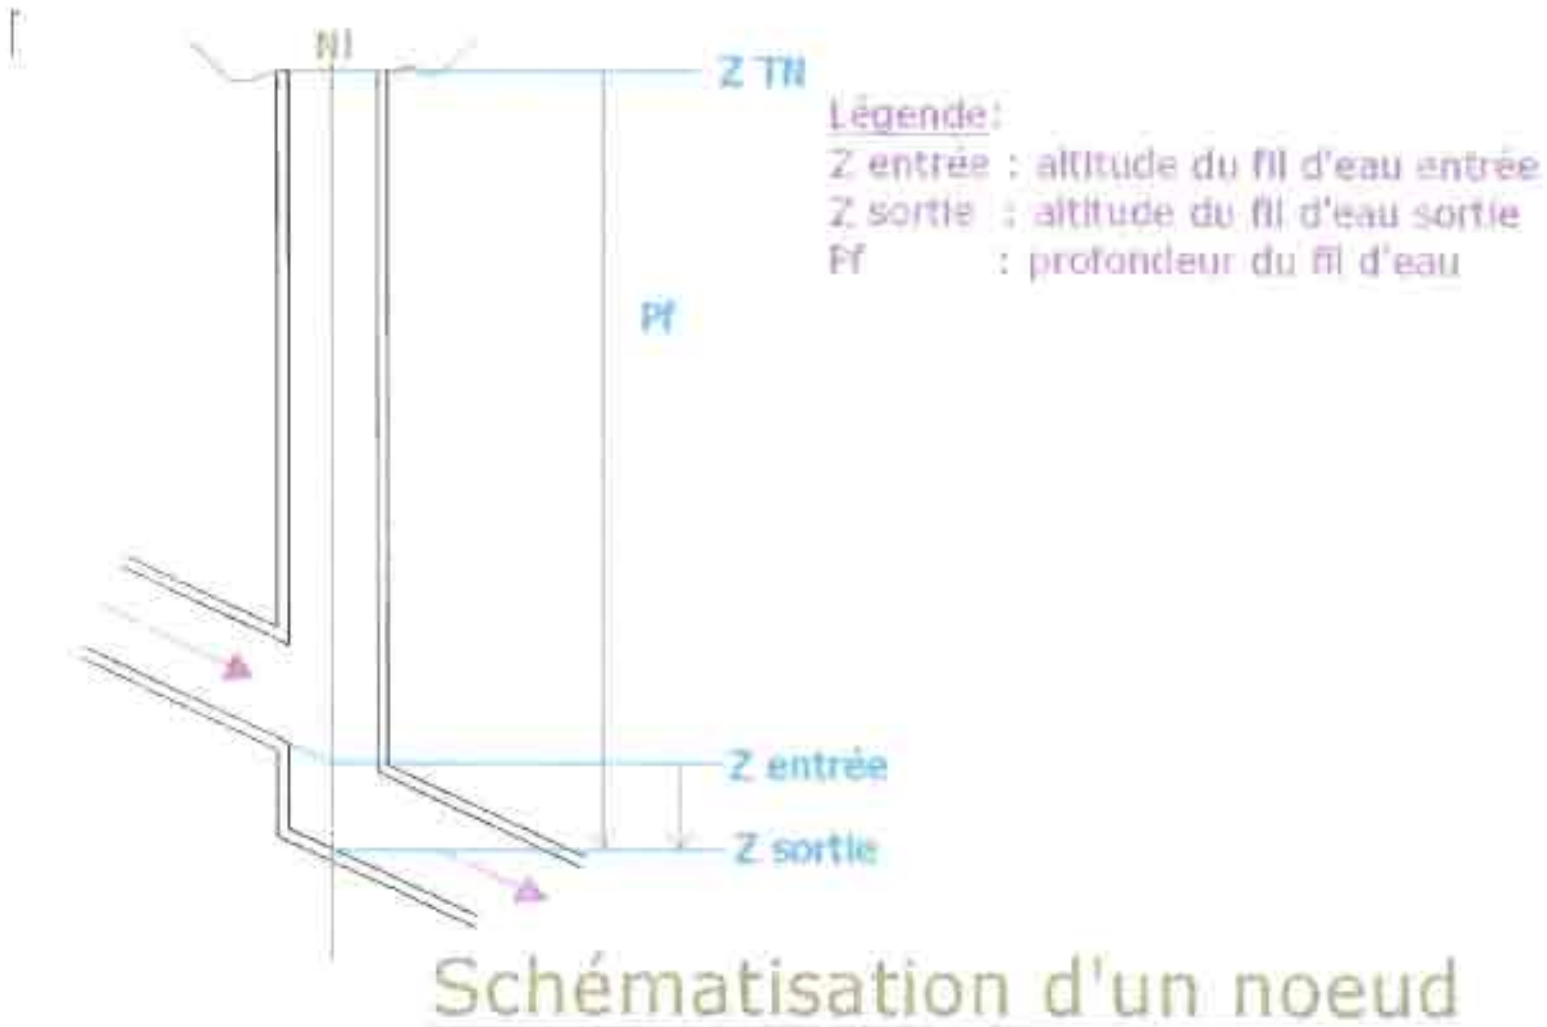 NI
Z TN
Légende:
Z entrée : altitude du fil d'eau entrée
Z sortie : altitude du fil d'eau sortie
Pf : profondeur du fil d'eau
Pf
Z entrée
Z sortie
Schématisation d'un noeud